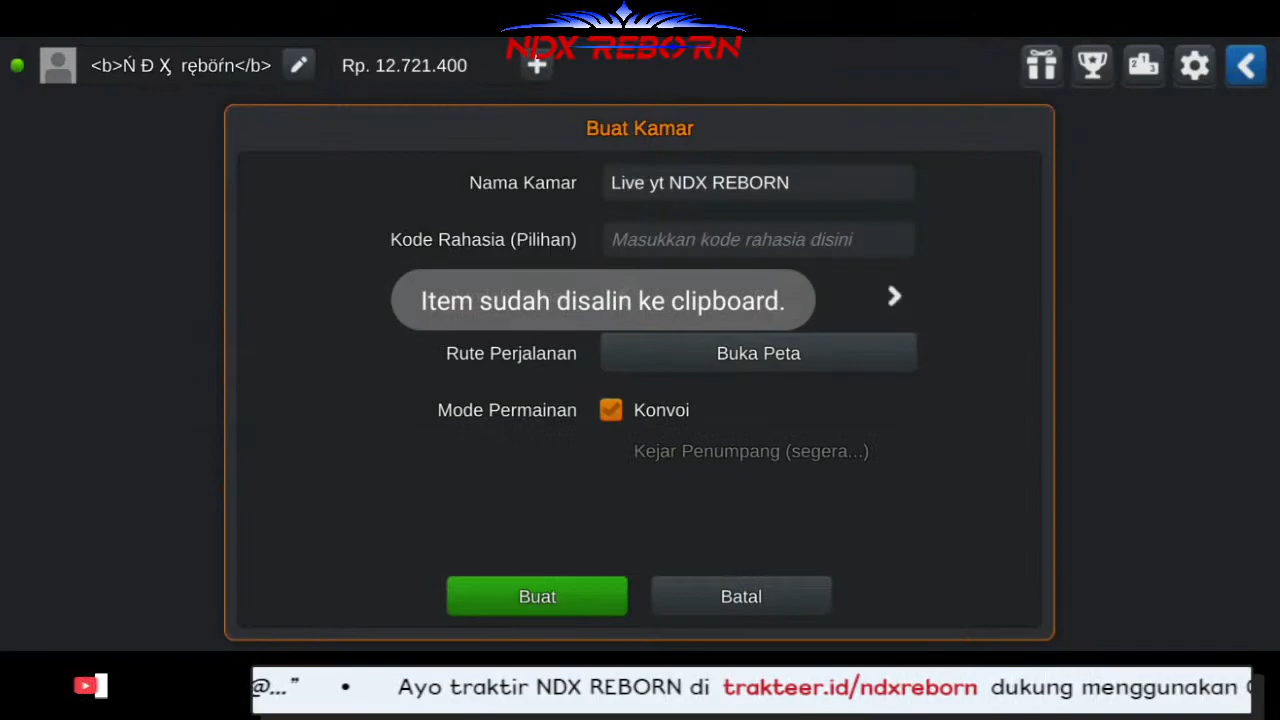 NDX REBORN
<b>Ń Đ Ӽ ręböŕn</b>
Rp. 12.721.400
Buat Kamar
Nama Kamar
Live yt NDX REBORN
Kode Rahasia (Pilihan)
Masukkan kode rahasia disini
Item sudah disalin ke clipboard.
Rute Perjalanan
Buka Peta
Mode Permainan
Konvoi
Kejar Penumpang (segera...)
Buat
Batal
@..." • Ayo traktir NDX REBORN di trakteer.id/ndxreborn dukung menggunakan